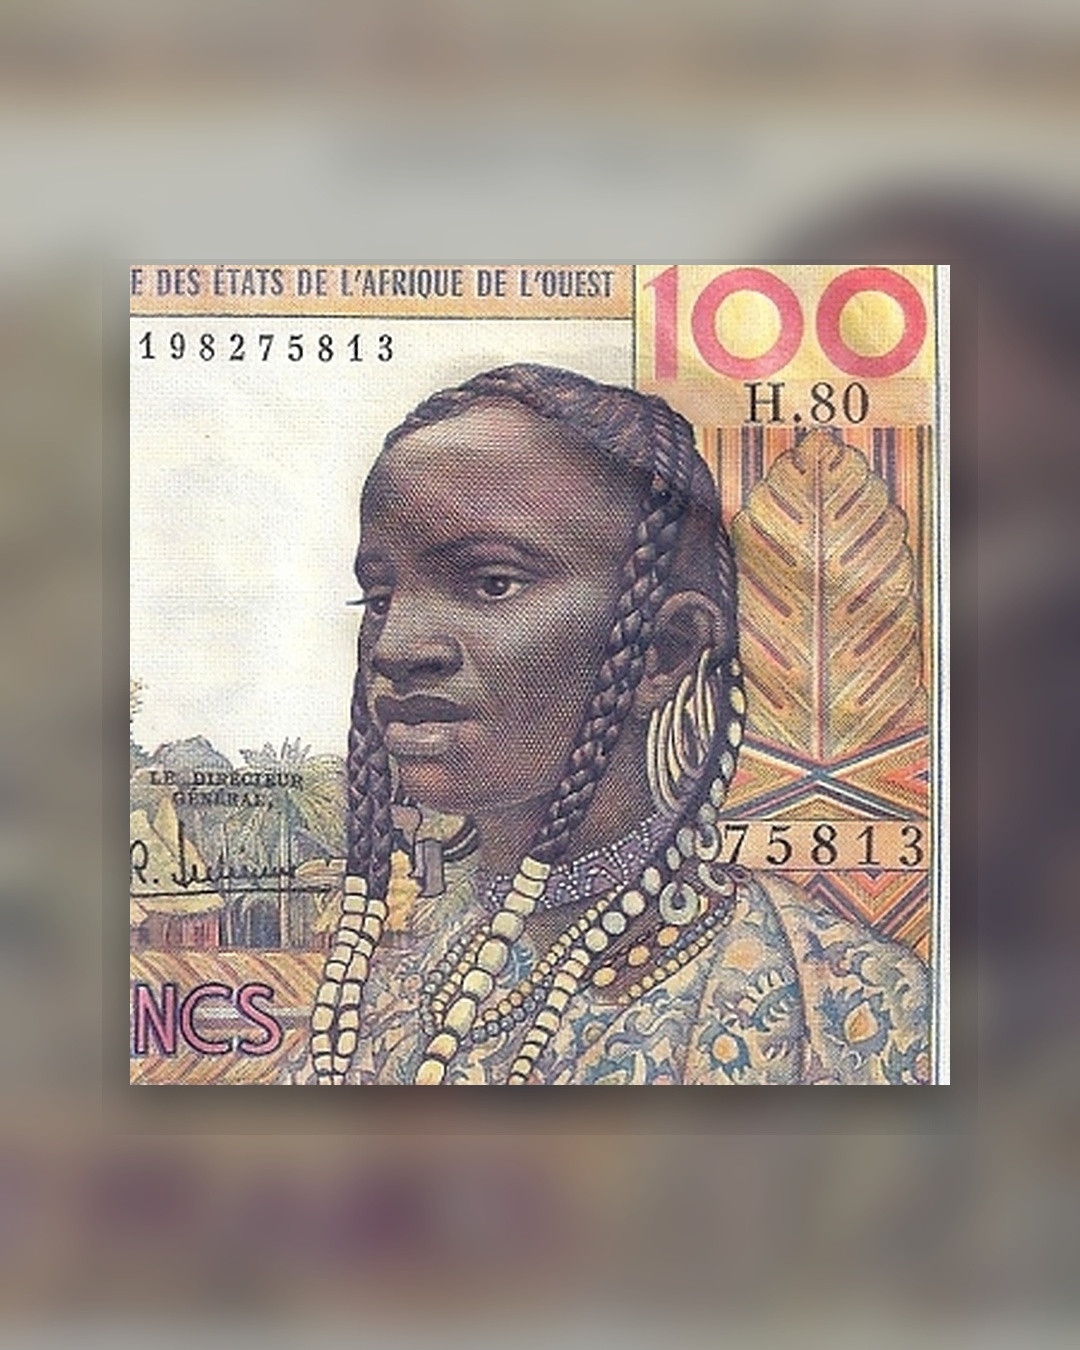 E DES ÉTATS DE L'AFRIQUE DE L'OUEST
100
198275813
H.80
LE DIRECTEUR
GÉNÉRAL,
75813
NCS